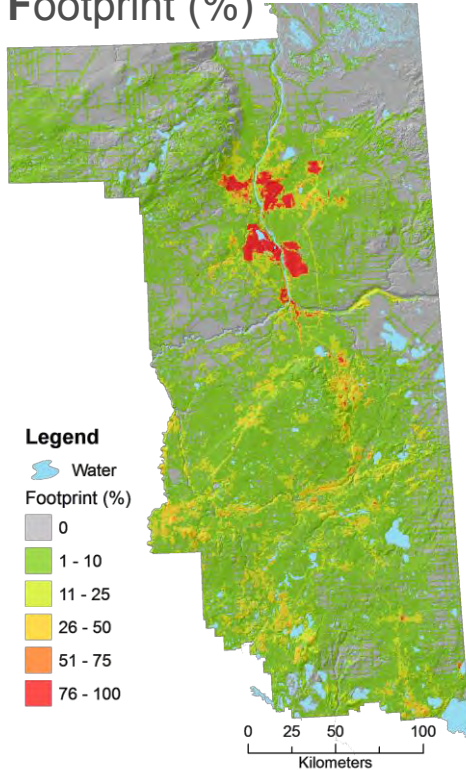 Footprint (%)
Legend
Water
Footprint (%)
0
1 - 10
11 - 25
26 - 50
51 - 75
76 - 100
0 25 50 100
Kilometers